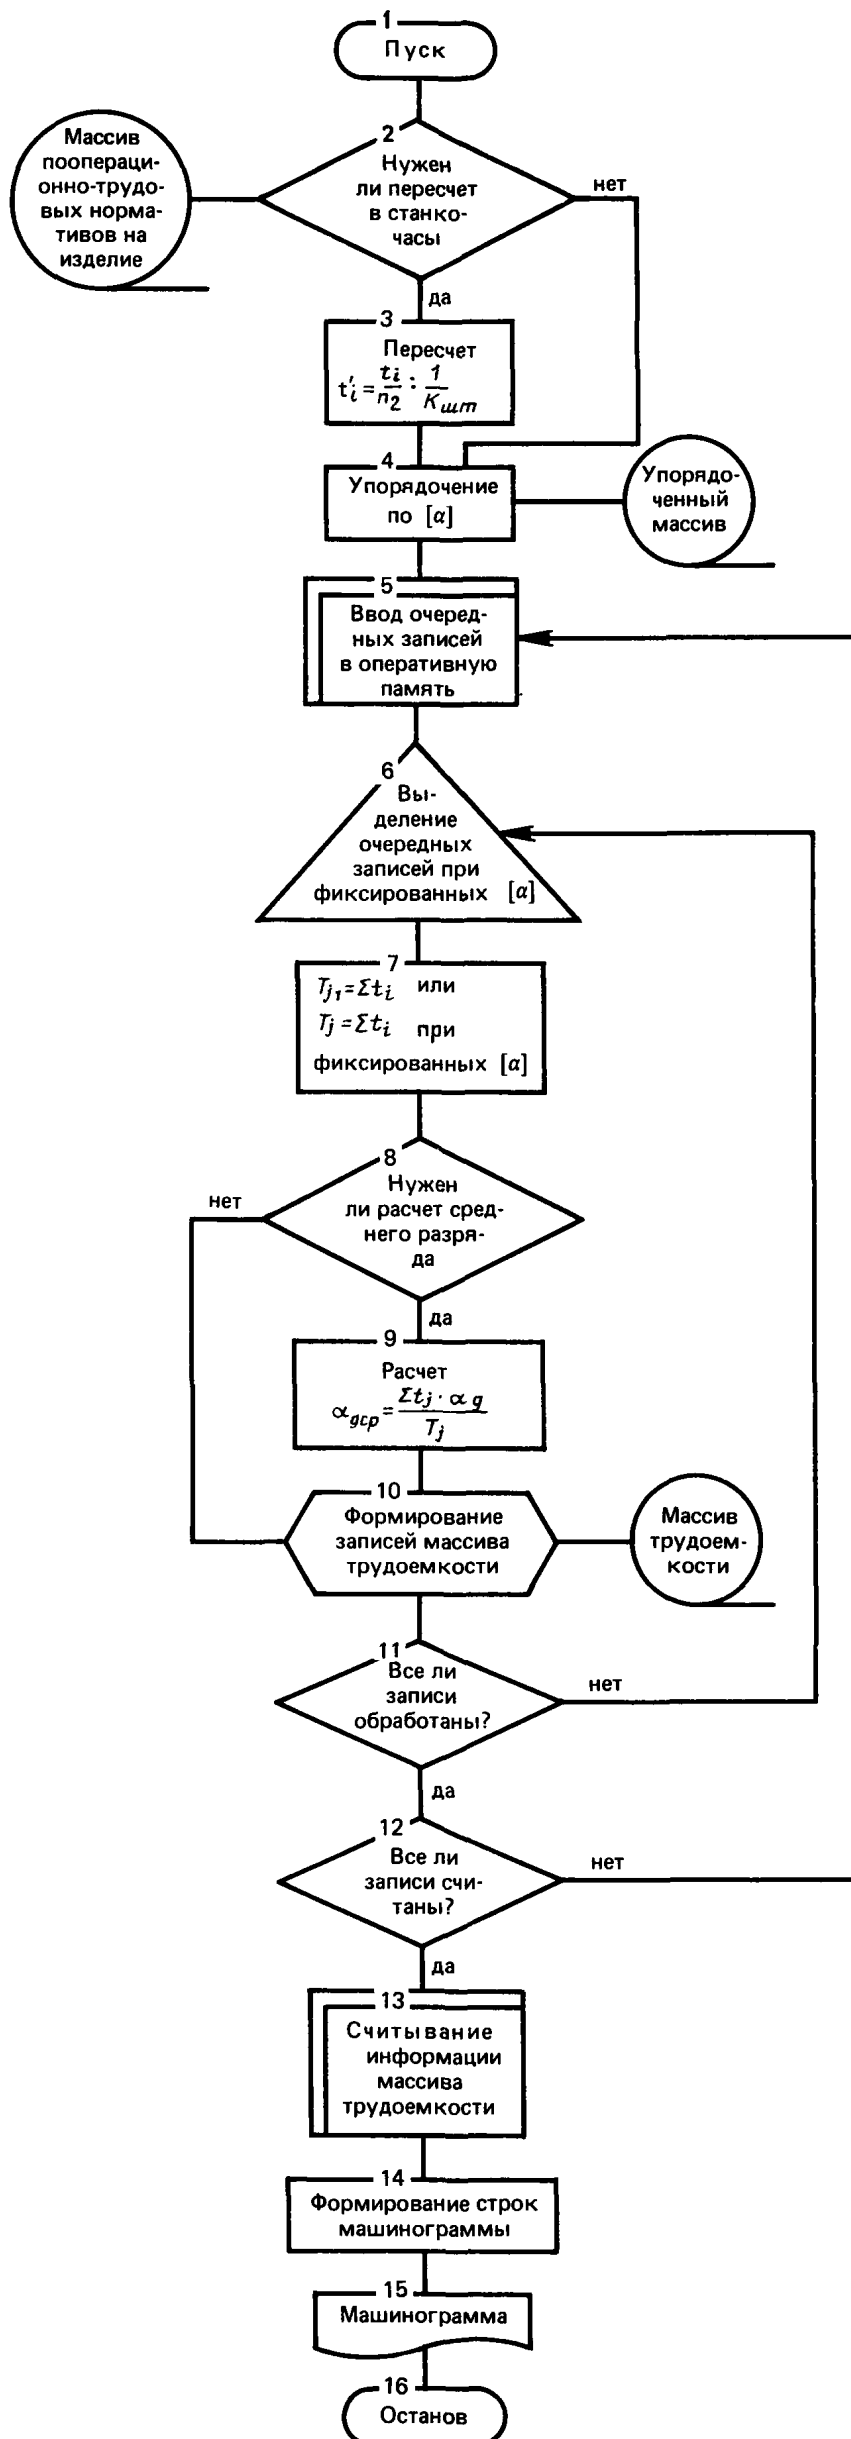 1
Пуск
Массив
поопераци-
онно-трудо-
вых норма-
тивов на
изделие
2
Нужен
ли пересчет
в станко-
часы
нет
да
3
Пересчет
t'i = ti/n2 : 1/Kшт
4
Упорядочение
по [α]
Упорядо-
ченный
массив
5
Ввод очеред-
ных записей
в оперативную
память
6
Вы-
деление
очередных
записей при
фиксированных [α]
7
Tj1=Σti или
Tj=Σti при
фиксированных [α]
8
Нужен
ли расчет сред-
него разря-
да
нет
да
9
Расчет
αgcp = Σtj · αg / Tj
10
Формирование
записей массива
трудоемкости
Массив
трудоем-
кости
11
Все ли
записи
обработаны?
нет
да
12
Все ли
записи счи-
таны?
нет
да
13
Считывание
информации
массива
трудоемкости
14
Формирование строк
машинограммы
15
Машинограмма
16
Останов